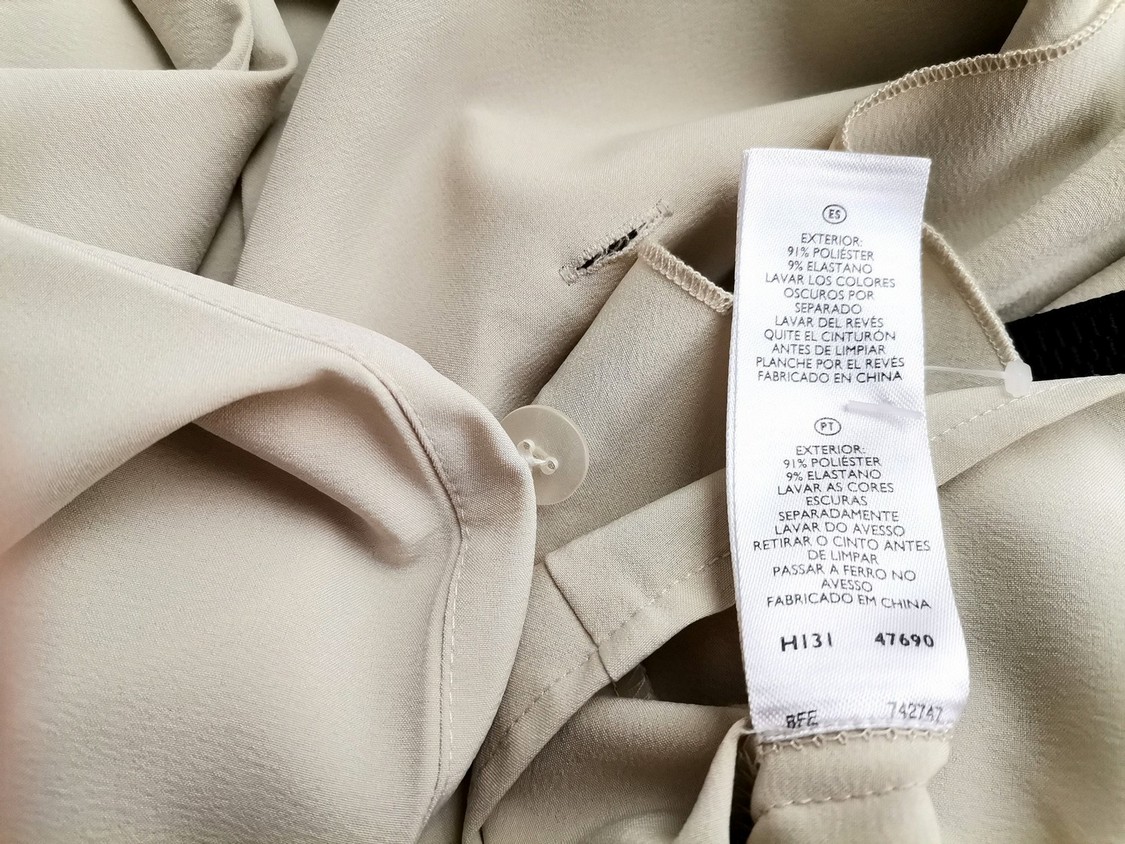 ES
EXTERIOR:
91% POLIÉSTER
9% ELASTANO
LAVAR LOS COLORES
OSCUROS POR
SEPARADO
LAVAR DEL REVÉS
QUITE EL CINTURÓN
ANTES DE LIMPIAR
PLANCHE POR EL REVÉS
FABRICADO EN CHINA
PT
EXTERIOR:
91% POLIÉSTER
9% ELASTANO
LAVAR AS CORES
ESCURAS
SEPARADAMENTE
LAVAR DO AVESSO
RETIRAR O CINTO ANTES
DE LIMPAR
PASSAR A FERRO NO
AVESSO
FABRICADO EM CHINA
H131 47690
742747